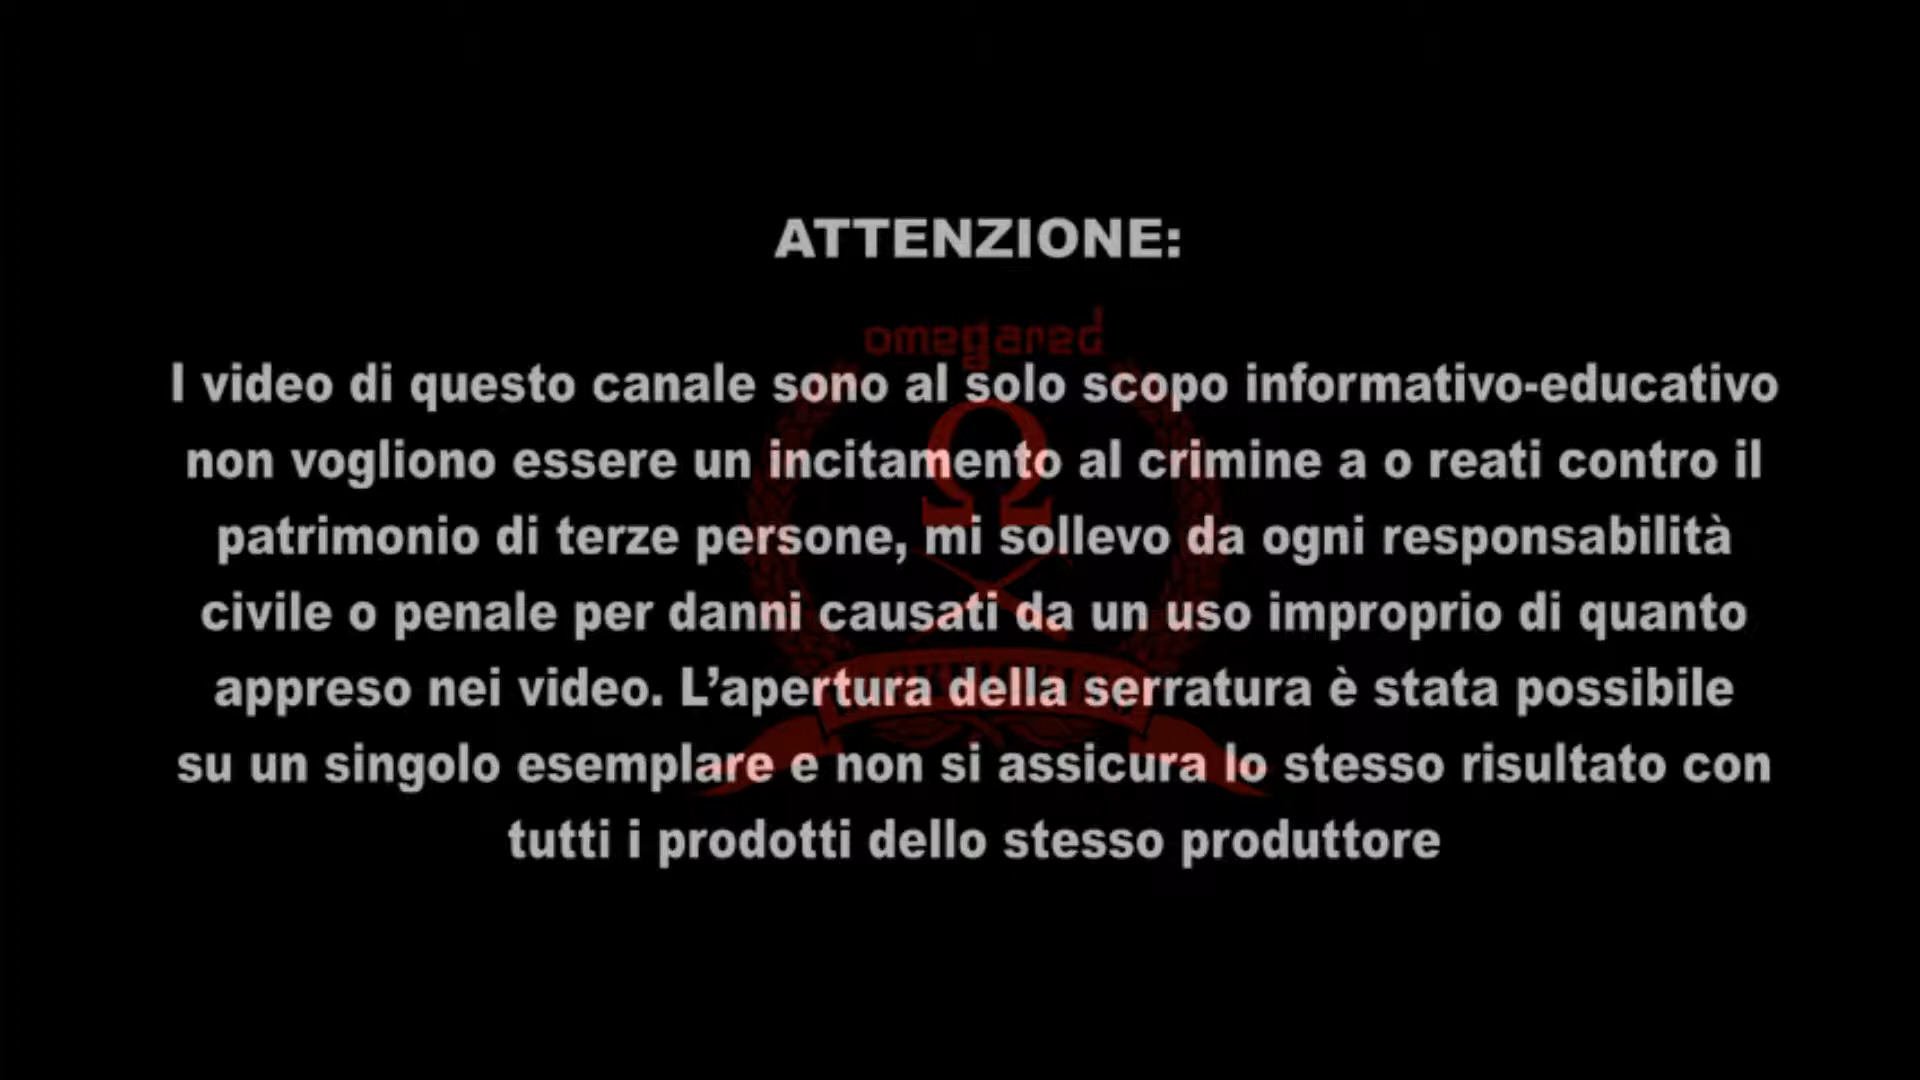 ATTENZIONE:
omegared
I video di questo canale sono al solo scopo informativo-educativo
non vogliono essere un incitamento al crimine a o reati contro il
patrimonio di terze persone, mi sollevo da ogni responsabilità
civile o penale per danni causati da un uso improprio di quanto
appreso nei video. L’apertura della serratura è stata possibile
su un singolo esemplare e non si assicura lo stesso risultato con
tutti i prodotti dello stesso produttore
Ω